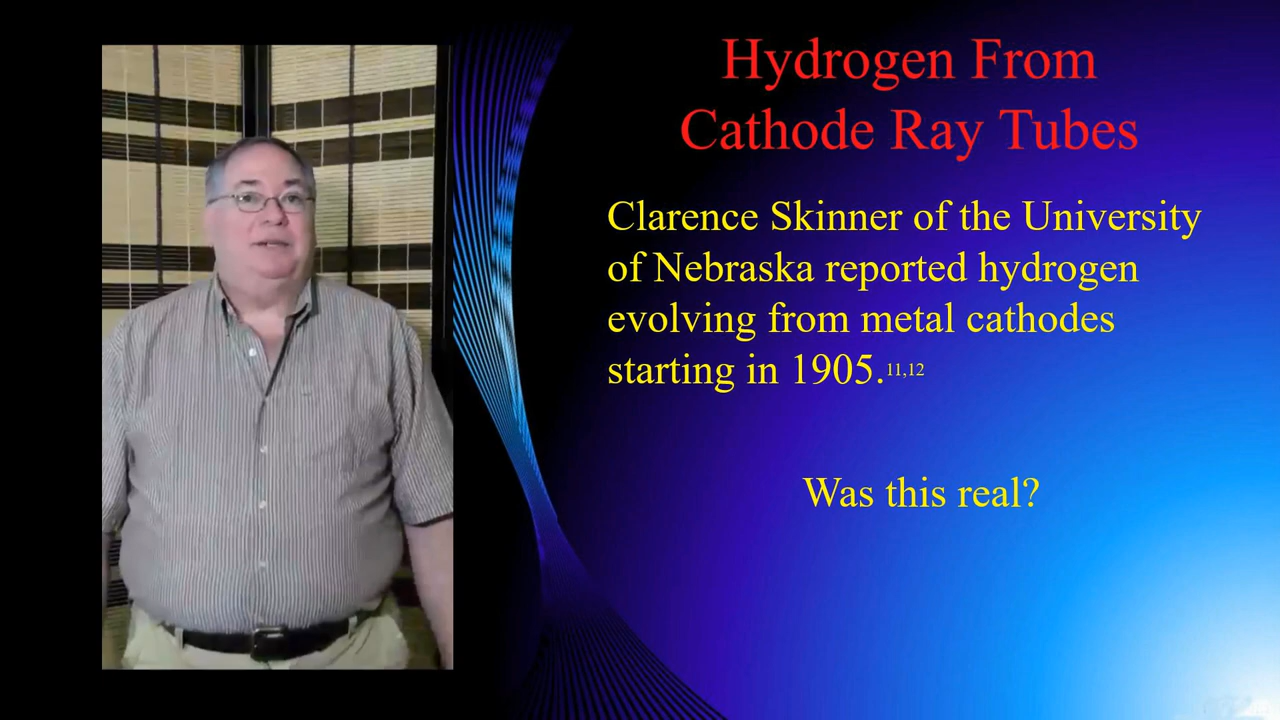 Hydrogen From
Cathode Ray Tubes
Clarence Skinner of the University
of Nebraska reported hydrogen
evolving from metal cathodes
starting in 1905.11,12
Was this real?